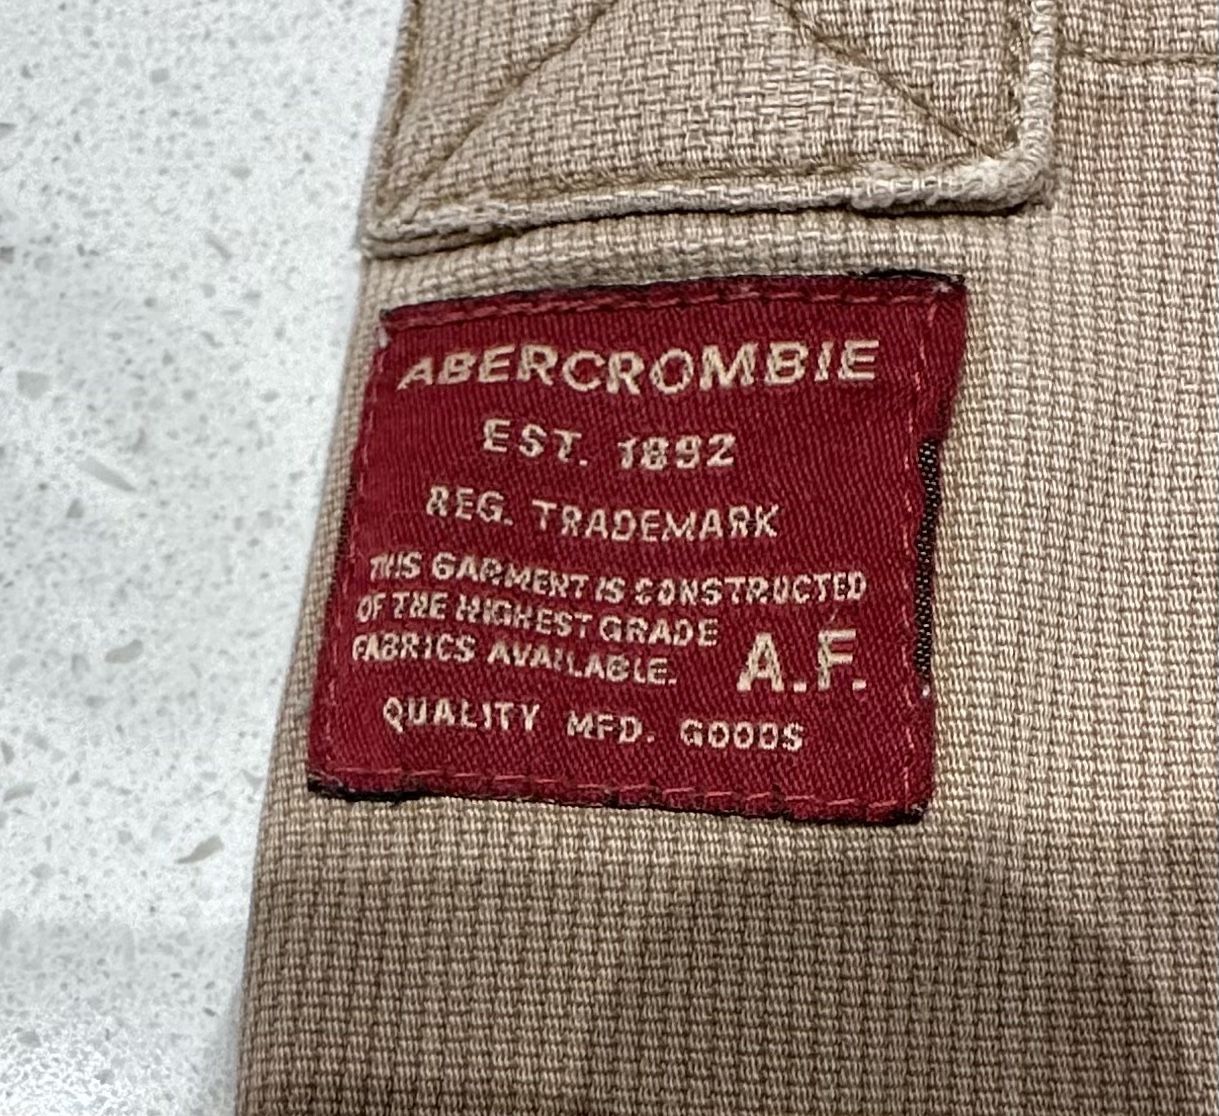 ABERCROMBIE
EST. 1892
REG. TRADEMARK
THIS GARMENT IS CONSTRUCTED
OF THE HIGHEST GRADE
FABRICS AVAILABLE.
A.F.
QUALITY MFD. GOODS